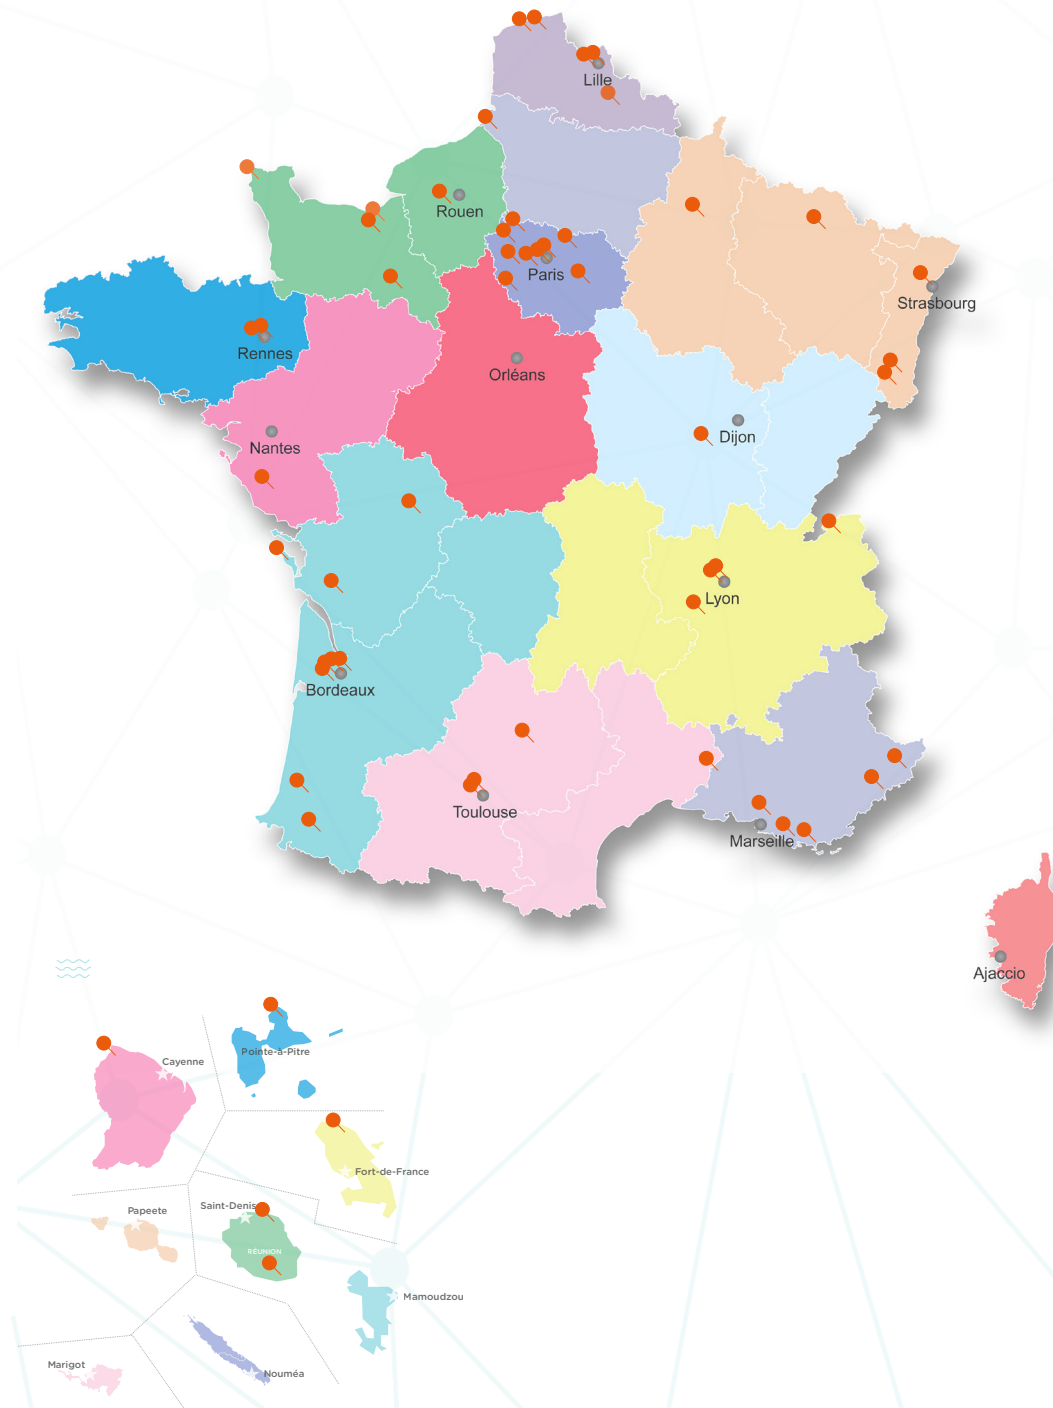 Lille
Rouen
Paris
Strasbourg
Rennes
Orléans
Dijon
Nantes
Lyon
Bordeaux
Toulouse
Marseille
Ajaccio
Pointe-à-Pitre
Cayenne
Fort-de-France
Saint-Denis
Papeete
RÉUNION
Mamoudzou
Marigot
Nouméa